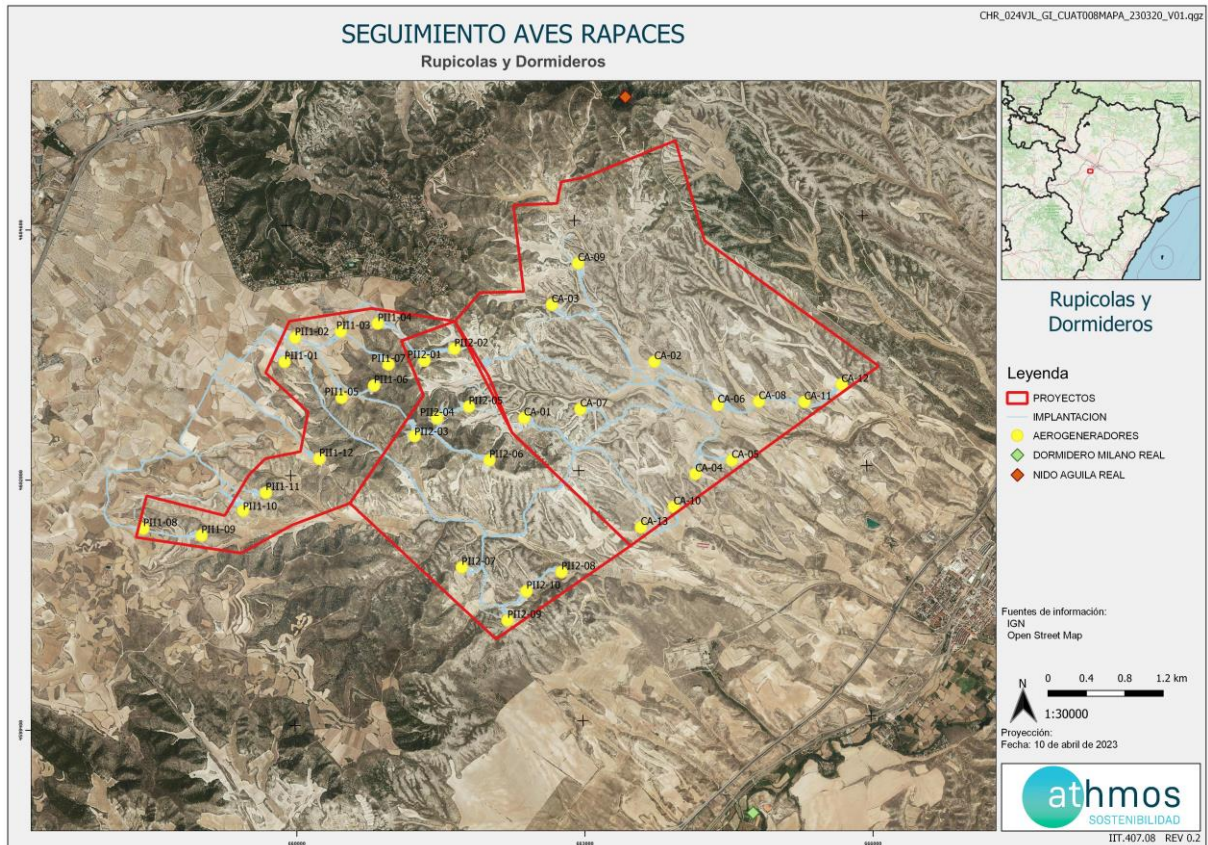 CHR_024VJL_GI_CUAT008MAPA_230320_V01.qgz
SEGUIMIENTO AVES RAPACES
Rupicolas y Dormideros
CA-09
CA-03
PII1-04
PII1-03
PII1-02
PII2-02
PII1-01
PII1-07
PII2-01
CA-02
PII1-06
CA-12
PII1-05
PII2-05
CA-07
CA-06
CA-08
CA-11
PII2-04
CA-01
PII2-03
PII1-12
PII2-06
CA-05
CA-04
PII1-11
PII1-10
CA-10
PII1-08
PII1-09
CA-13
PII2-07
PII2-08
PII2-10
PII2-09
Rupicolas y
Dormideros
Leyenda
PROYECTOS
IMPLANTACION
AEROGENERADORES
DORMIDERO MILANO REAL
NIDO AGUILA REAL
Fuentes de información:
IGN
Open Street Map
N
0 0.4 0.8 1.2 km
1:30000
Proyección:
Fecha: 10 de abril de 2023
athmos
SOSTENIBILIDAD
IIT.407.08 REV 0.2